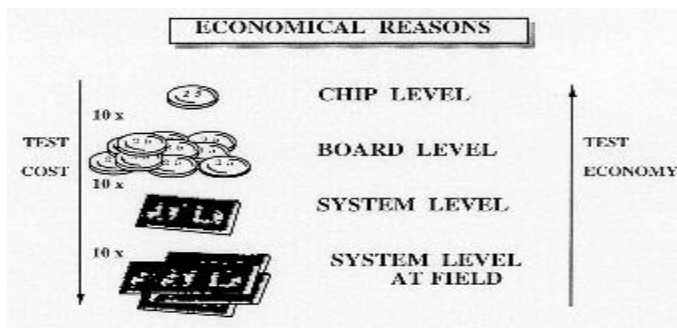 ECONOMICAL REASONS
CHIP LEVEL
10 x
TEST
COST
BOARD LEVEL
TEST
ECONOMY
10 x
SYSTEM LEVEL
10 x
SYSTEM LEVEL
AT FIELD